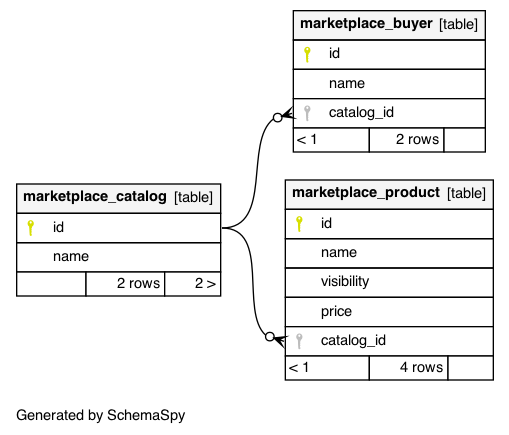 marketplace_buyer [table]
id
name
catalog_id
< 1 2 rows
marketplace_catalog [table]
id
name
2 rows 2 >
marketplace_product [table]
id
name
visibility
price
catalog_id
< 1 4 rows
Generated by SchemaSpy